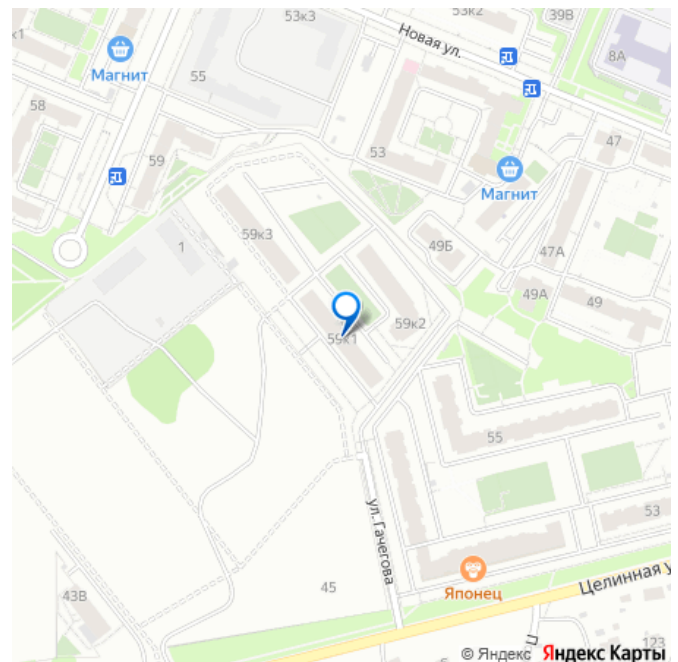 53к3
53к2
39В
к1
Новая ул.
Магнит
8А
55
58
47
59
53
Магнит
59к3
1
49Б
47А
49А
49
59к2
59к1
55
ул. Гачегова
53
45
Японец
Целинная у
43В
123
П
© Яндекс Яндекс Карты